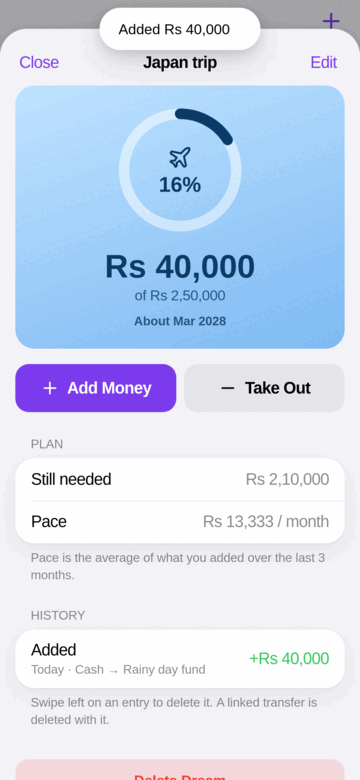 Added Rs 40,000
Close
Japan trip
Edit
16%
Rs 40,000
of Rs 2,50,000
About Mar 2028
+ Add Money
− Take Out
PLAN
Still needed
Rs 2,10,000
Pace
Rs 13,333 / month
Pace is the average of what you added over the last 3
months.
HISTORY
Added
+Rs 40,000
Today · Cash → Rainy day fund
Swipe left on an entry to delete it. A linked transfer is
deleted with it.
Delete Dream